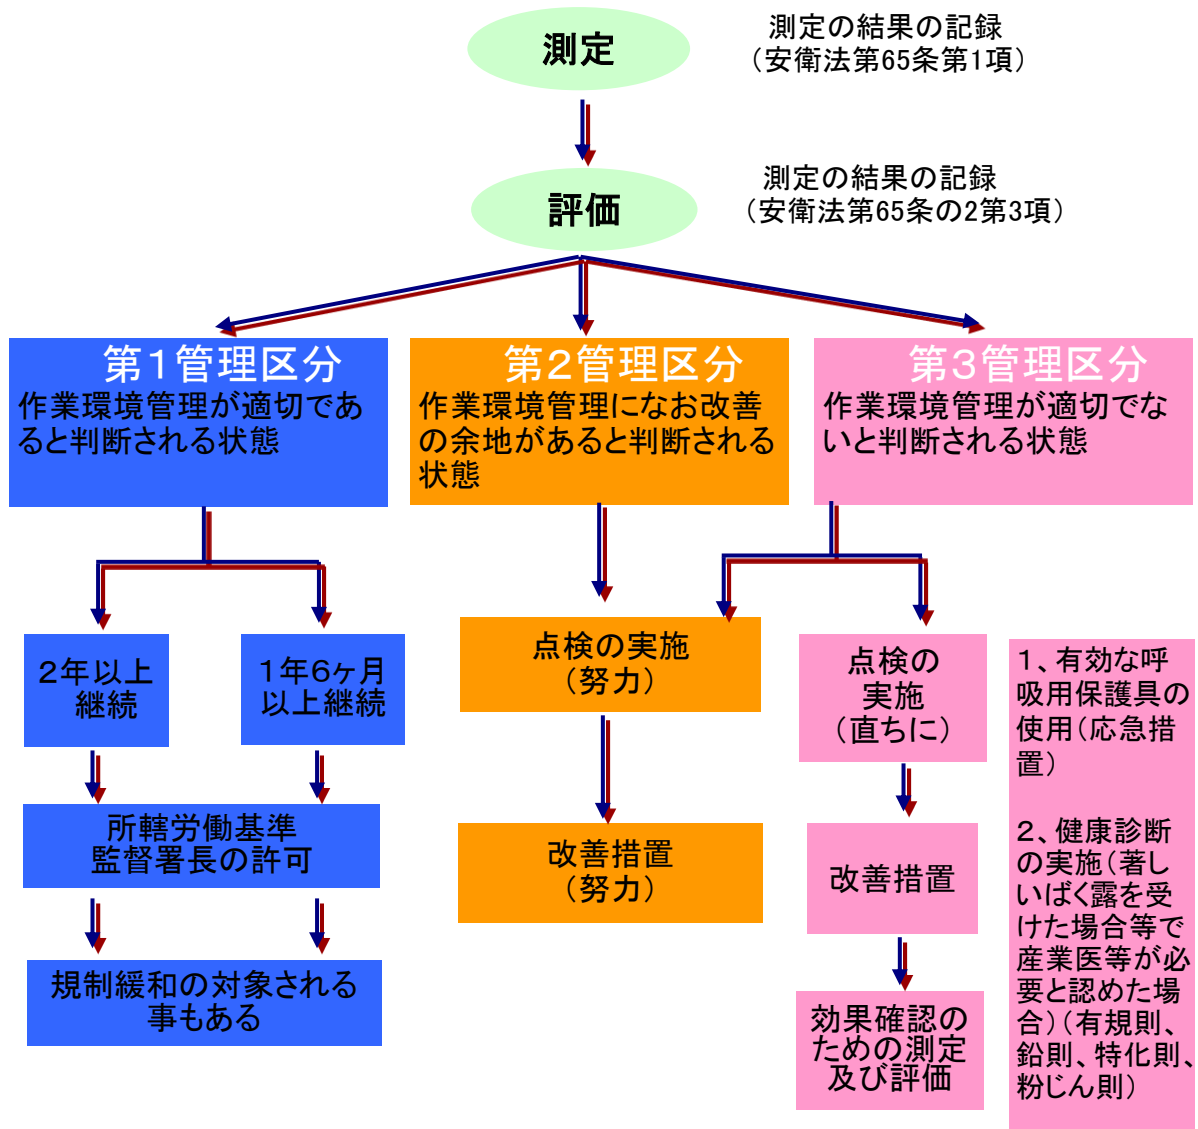 測定
測定の結果の記録
（安衛法第65条第1項）
評価
測定の結果の記録
（安衛法第65条の2第3項）
第１管理区分
作業環境管理が適切であ
ると判断される状態
第２管理区分
作業環境管理になお改善
の余地があると判断される
状態
第３管理区分
作業環境管理が適切でな
いと判断される状態
２年以上
継続
１年６ヶ月
以上継続
所轄労働基準
監督署長の許可
規制緩和の対象される
事もある
点検の実施
（努力）
改善措置
（努力）
点検の
実施
（直ちに）
改善措置
効果確認の
ための測定
及び評価
１、有効な呼
吸用保護具の
使用（応急措
置）
２、健康診断
の実施（著し
いばく露を受
けた場合等で
産業医等が必
要と認めた場
合）（有規則、
鉛則、特化則、
粉じん則）